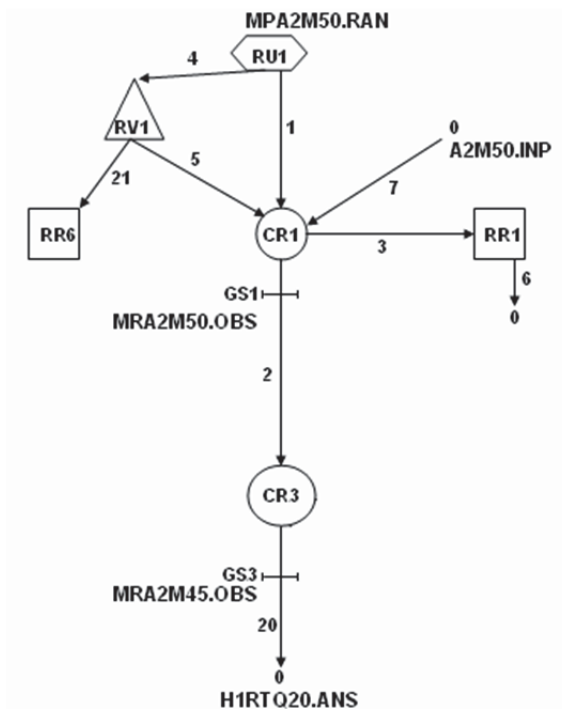 MPA2M50.RAN
RU1
4
RV1
1
0
A2M50.INP
5
7
21
RR6
CR1
3
RR1
6
0
GS1
MRA2M50.OBS
2
CR3
GS3
MRA2M45.OBS
20
0
H1RTQ20.ANS